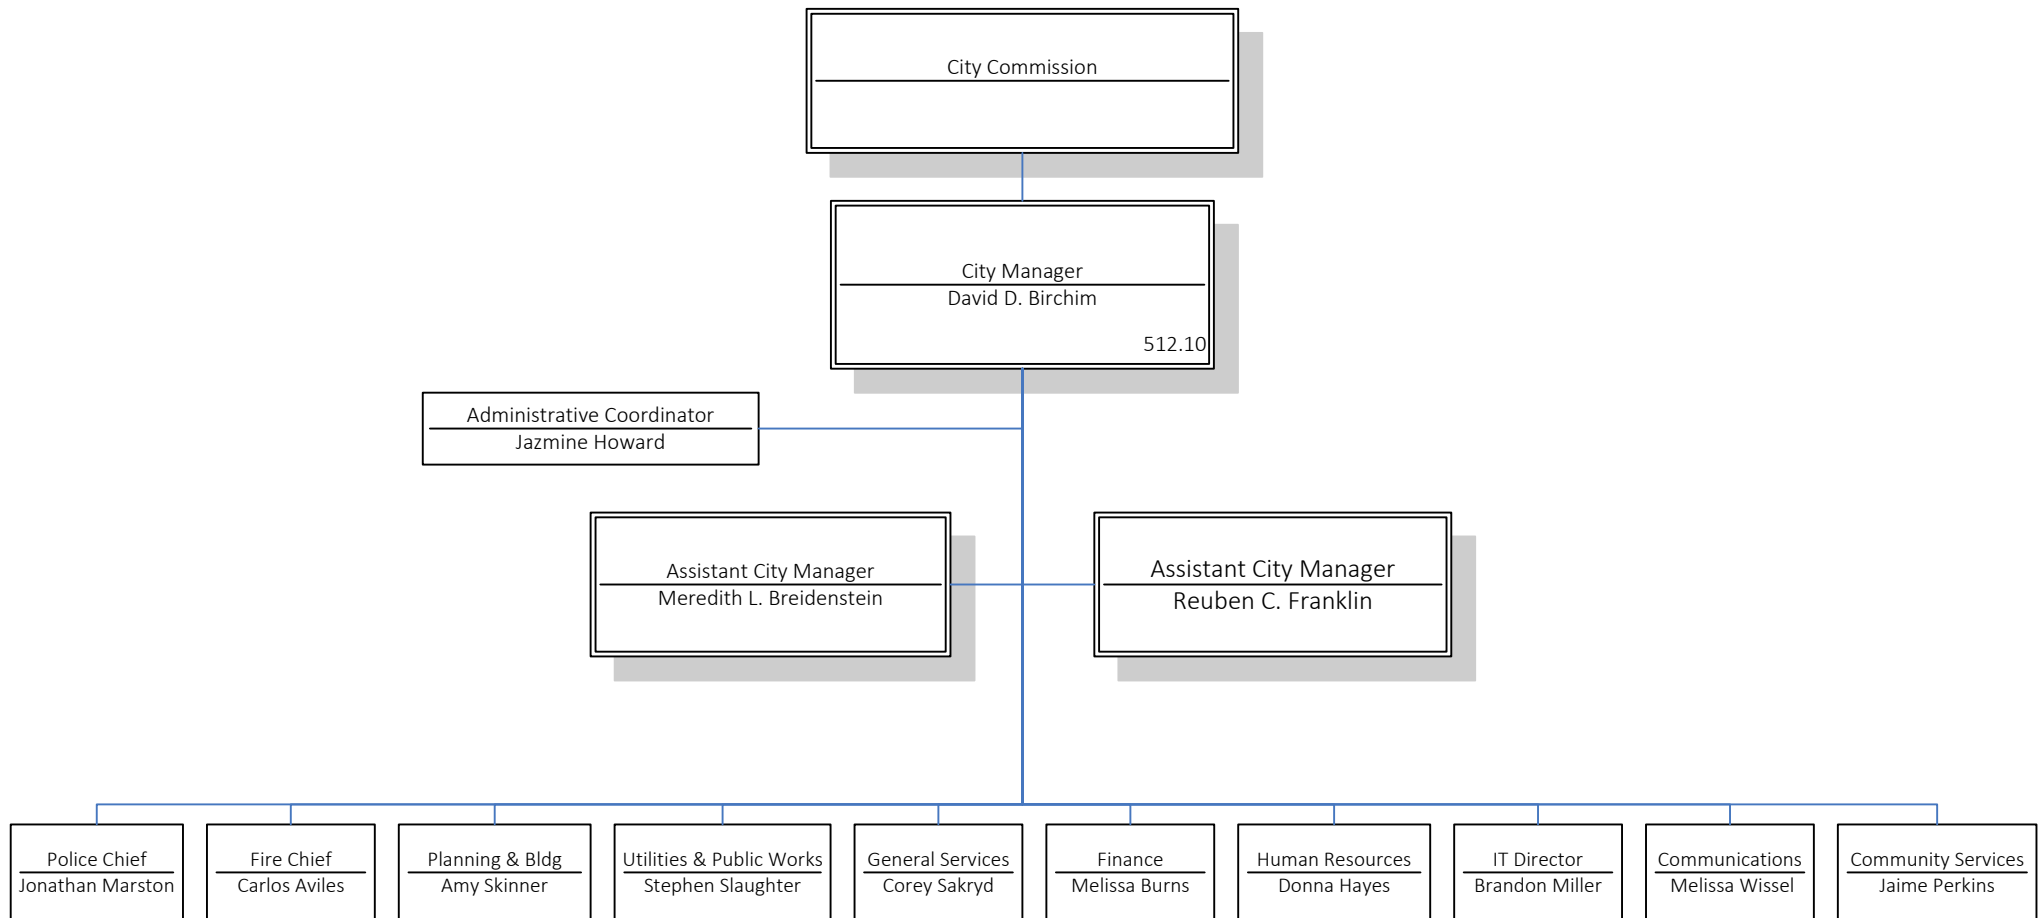 City Commission
City Manager
David D. Birchim
512.10
Administrative Coordinator
Jazmine Howard
Assistant City Manager
Meredith L. Breidenstein
Assistant City Manager
Reuben C. Franklin
Police Chief
Jonathan Marston
Fire Chief
Carlos Aviles
Planning & Bldg
Amy Skinner
Utilities & Public Works
Stephen Slaughter
General Services
Corey Sakryd
Finance
Melissa Burns
Human Resources
Donna Hayes
IT Director
Brandon Miller
Communications
Melissa Wissel
Community Services
Jaime Perkins